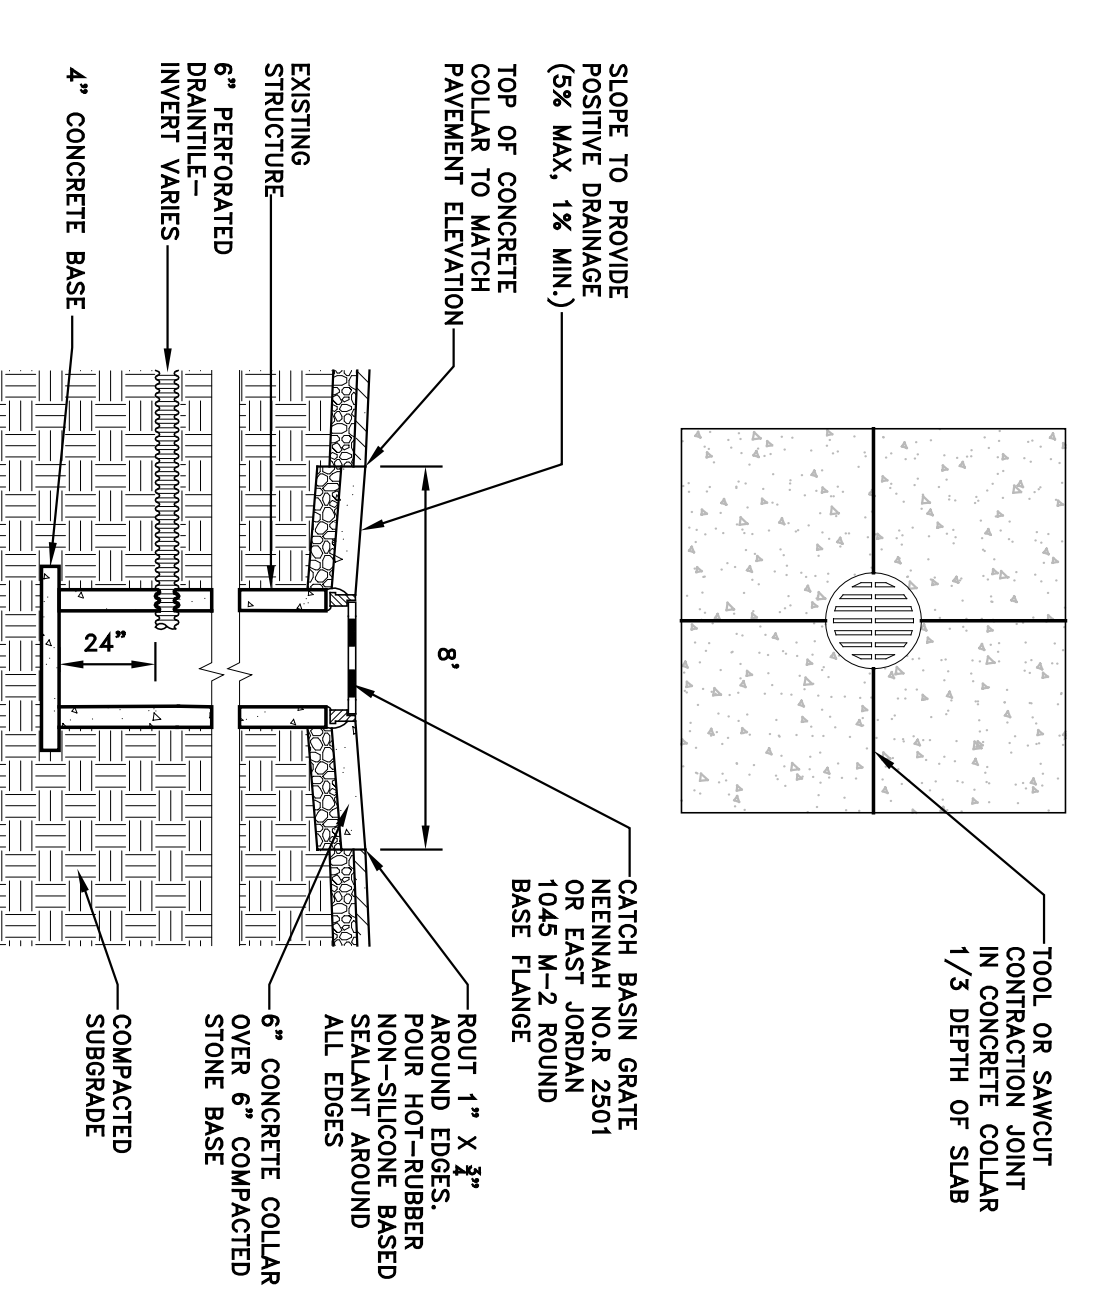 TOOL OR SAWCUT
CONTRACTION JOINT
IN CONCRETE COLLAR
1/3 DEPTH OF SLAB
SLOPE TO PROVIDE
POSITIVE DRAINAGE
(5% MAX, 1% MIN.)
TOP OF CONCRETE
COLLAR TO MATCH
PAVEMENT ELEVATION
EXISTING
STRUCTURE
6" PERFORATED
DRAINTILE-
INVERT VARIES
4" CONCRETE BASE
8'
24"
CATCH BASIN GRATE
NEENNAH NO.R 2501
OR EAST JORDAN
1045 M-2 ROUND
BASE FLANGE
ROUT 1" X 3/4"
AROUND EDGES.
POUR HOT-RUBBER
NON-SILICONE BASED
SEALANT AROUND
ALL EDGES
6" CONCRETE COLLAR
OVER 6" COMPACTED
STONE BASE
COMPACTED
SUBGRADE